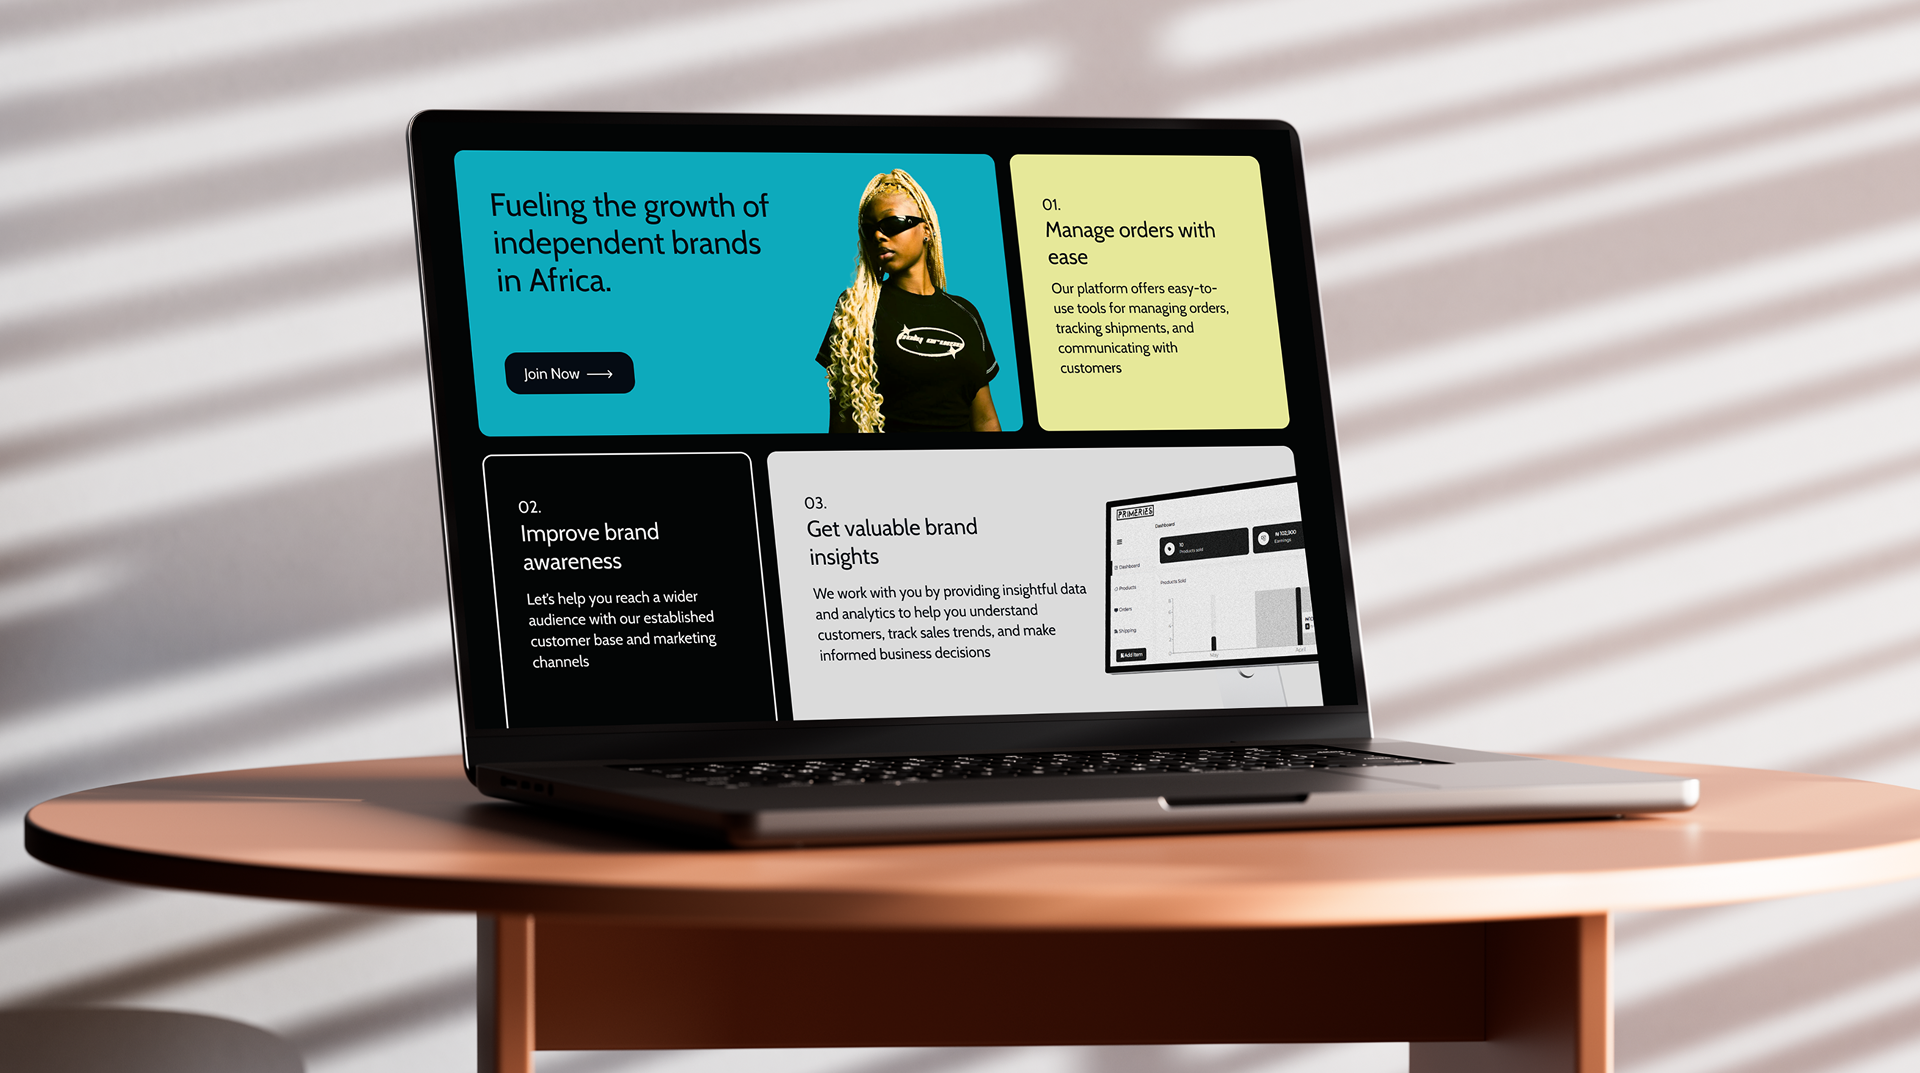 Fueling the growth of
independent brands
in Africa.
Join Now
01.
Manage orders with
ease
Our platform offers easy-to-
use tools for managing orders,
tracking shipments, and
communicating with
customers
02.
Improve brand
awareness
Let's help you reach a wider
audience with our established
customer base and marketing
channels
03.
Get valuable brand
insights
We work with you by providing insightful data
and analytics to help you understand
customers, track sales trends, and make
informed business decisions
PRIMERIES
Dashboard
10
Products sold
₦ 102,900
Earnings
Dashboard
Products
Orders
Shipping
Add Item
Products Sold
May
April